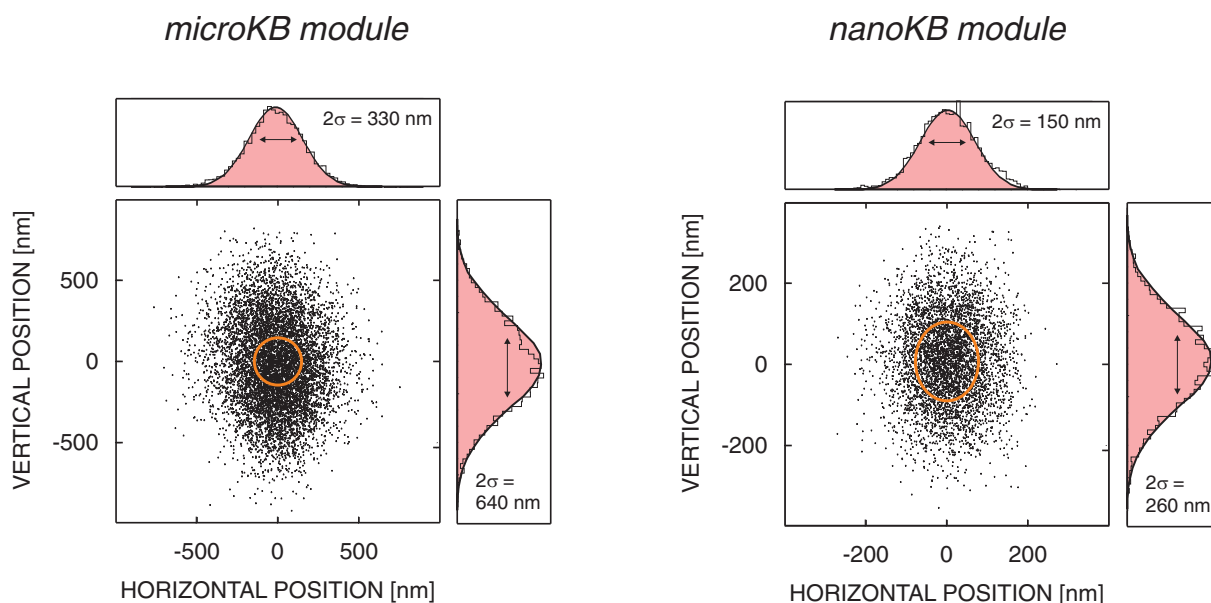 microKB module
2σ = 330 nm
VERTICAL POSITION [nm]
500
0
-500
2σ =
640 nm
-500 0 500
HORIZONTAL POSITION [nm]
nanoKB module
2σ = 150 nm
VERTICAL POSITION [nm]
200
0
-200
2σ =
260 nm
-200 0 200
HORIZONTAL POSITION [nm]